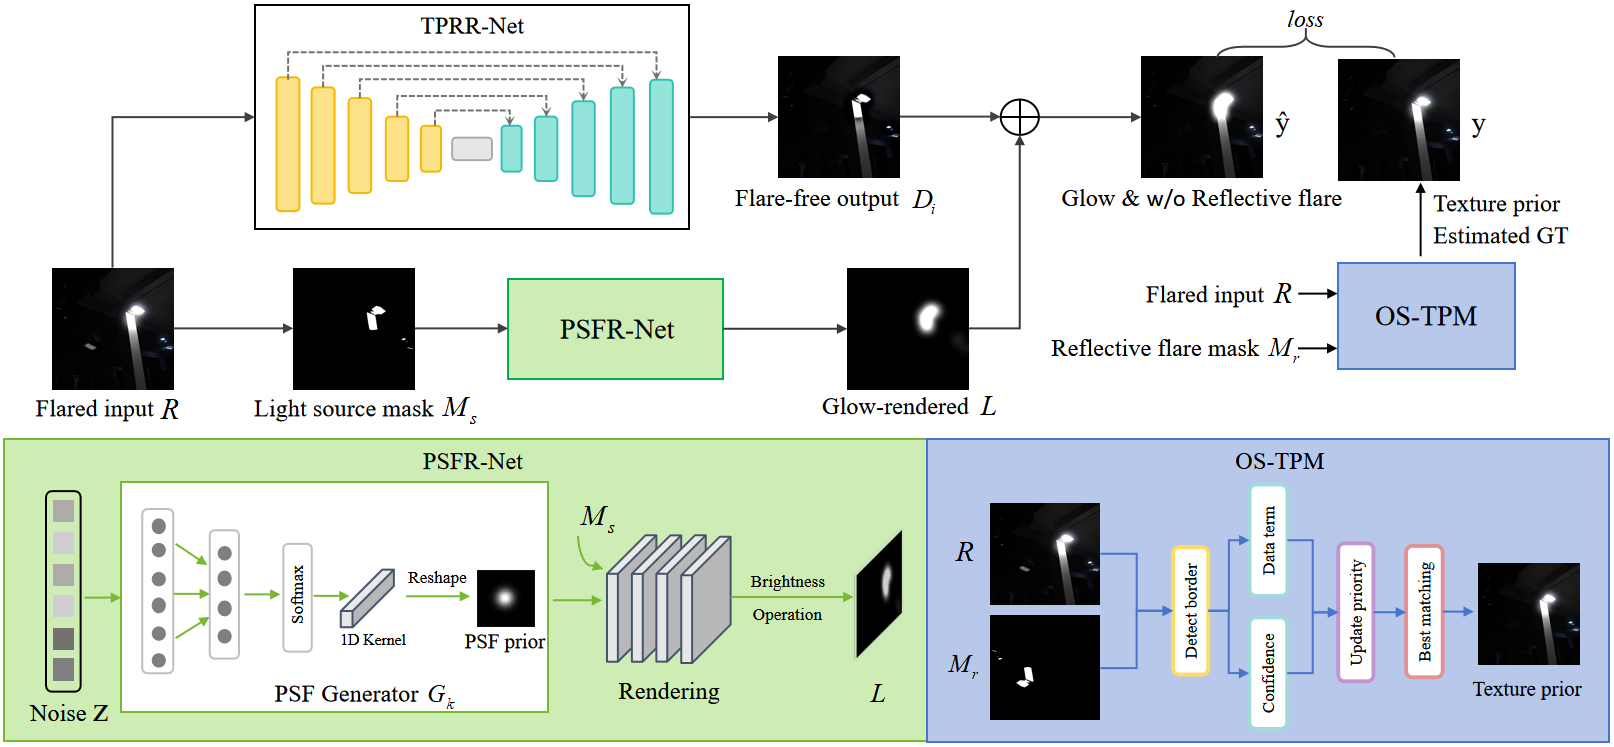 TPRR-Net
loss
ŷ
y
Flare-free output D_i
Glow & w/o Reflective flare
Texture prior
Estimated GT
Flared input R
Reflective flare mask M_r
OS-TPM
PSFR-Net
Flared input R
Light source mask M_s
Glow-rendered L
PSFR-Net
M_s
Softmax
Reshape
1D Kernel
PSF prior
Brightness
Operation
Rendering
L
PSF Generator G_k
Noise Z
OS-TPM
R
M_r
Detect border
Data term
Confidence
Update priority
Best matching
Texture prior